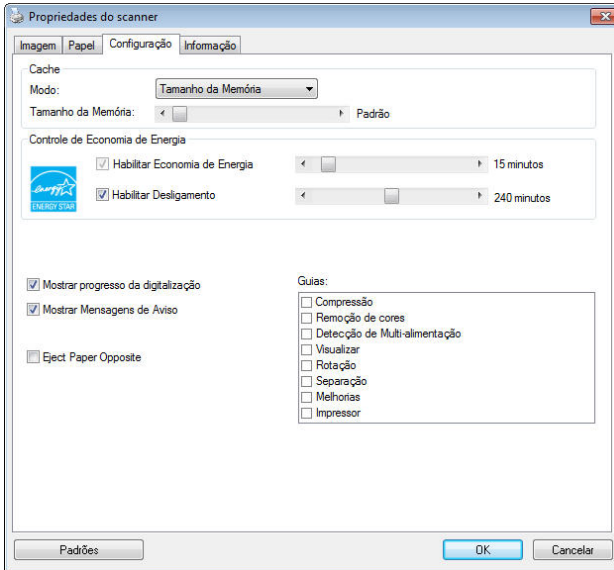 Propriedades do scanner
Imagem Papel Configuração Informação
Cache
Modo: Tamanho da Memória
Tamanho da Memória: Padrão
Controle de Economia de Energia
Habilitar Economia de Energia 15 minutos
energy
ENERGY STAR
Habilitar Desligamento 240 minutos
Mostrar progresso da digitalização
Mostrar Mensagens de Aviso
Eject Paper Opposite
Guias:
Compressão
Remoção de cores
Detecção de Multi-alimentação
Visualizar
Rotação
Separação
Melhorias
Impressor
Padrões OK Cancelar